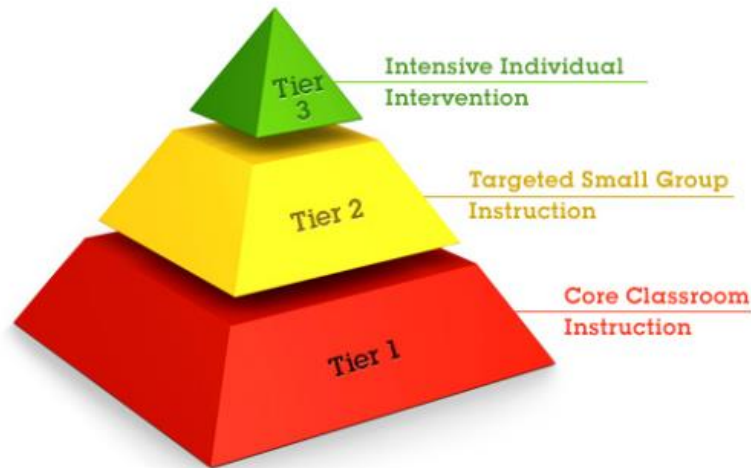 Tier
3
Intensive Individual
Intervention
Tier 2
Targeted Small Group
Instruction
Tier 1
Core Classroom
Instruction